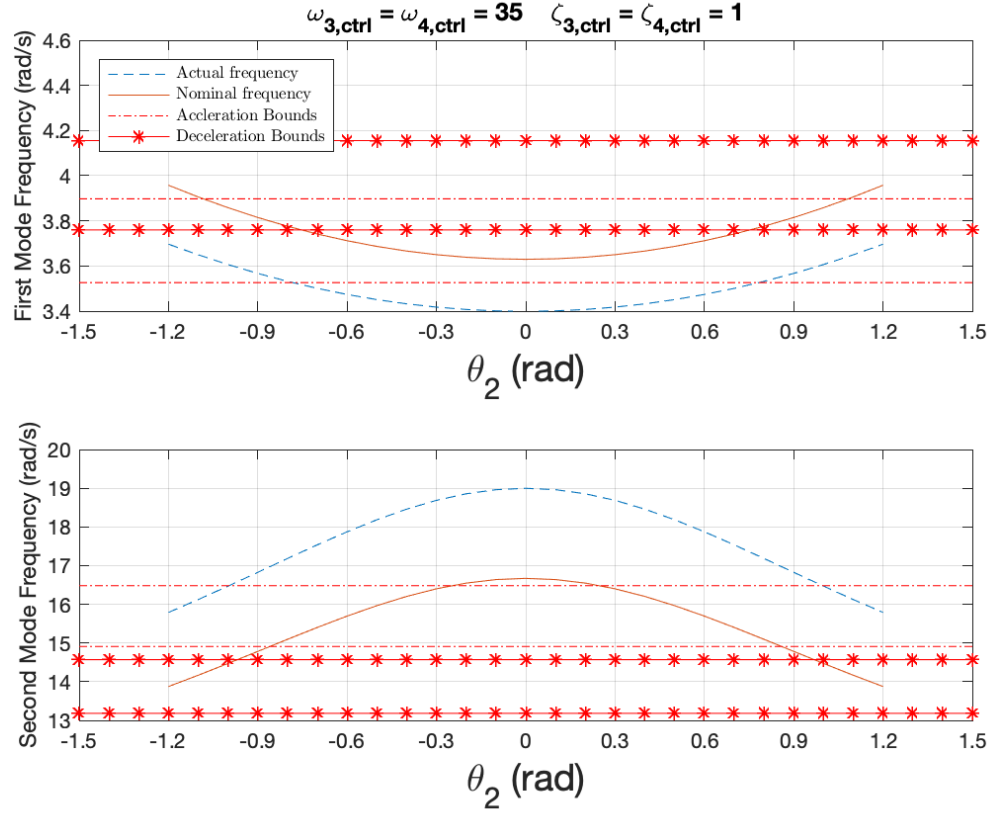 ω3,ctrl = ω4,ctrl = 35 ζ3,ctrl = ζ4,ctrl = 1
First Mode Frequency (rad/s)
4.6
4.4
4.2
4
3.8
3.6
3.4
Actual frequency
Nominal frequency
Accleration Bounds
Deceleration Bounds
-1.5 -1.2 -0.9 -0.6 -0.3 0 0.3 0.6 0.9 1.2 1.5
θ2 (rad)
Second Mode Frequency (rad/s)
20
19
18
17
16
15
14
13
-1.5 -1.2 -0.9 -0.6 -0.3 0 0.3 0.6 0.9 1.2 1.5
θ2 (rad)